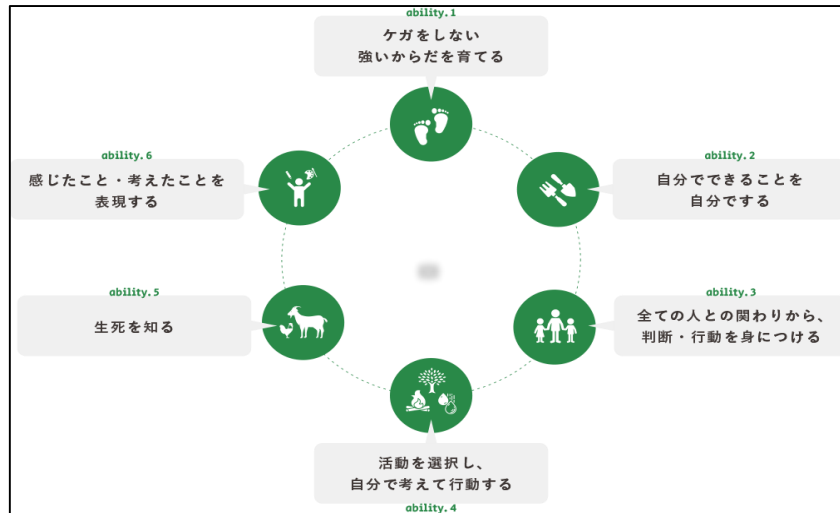 ability.1
ケガをしない
強いからだを育てる
ability.2
自分でできることを
自分でする
ability.3
全ての人との関わりから、
判断・行動を身につける
活動を選択し、
自分で考えて行動する
ability.4
ability.5
生死を知る
ability.6
感じたこと・考えたことを
表現する